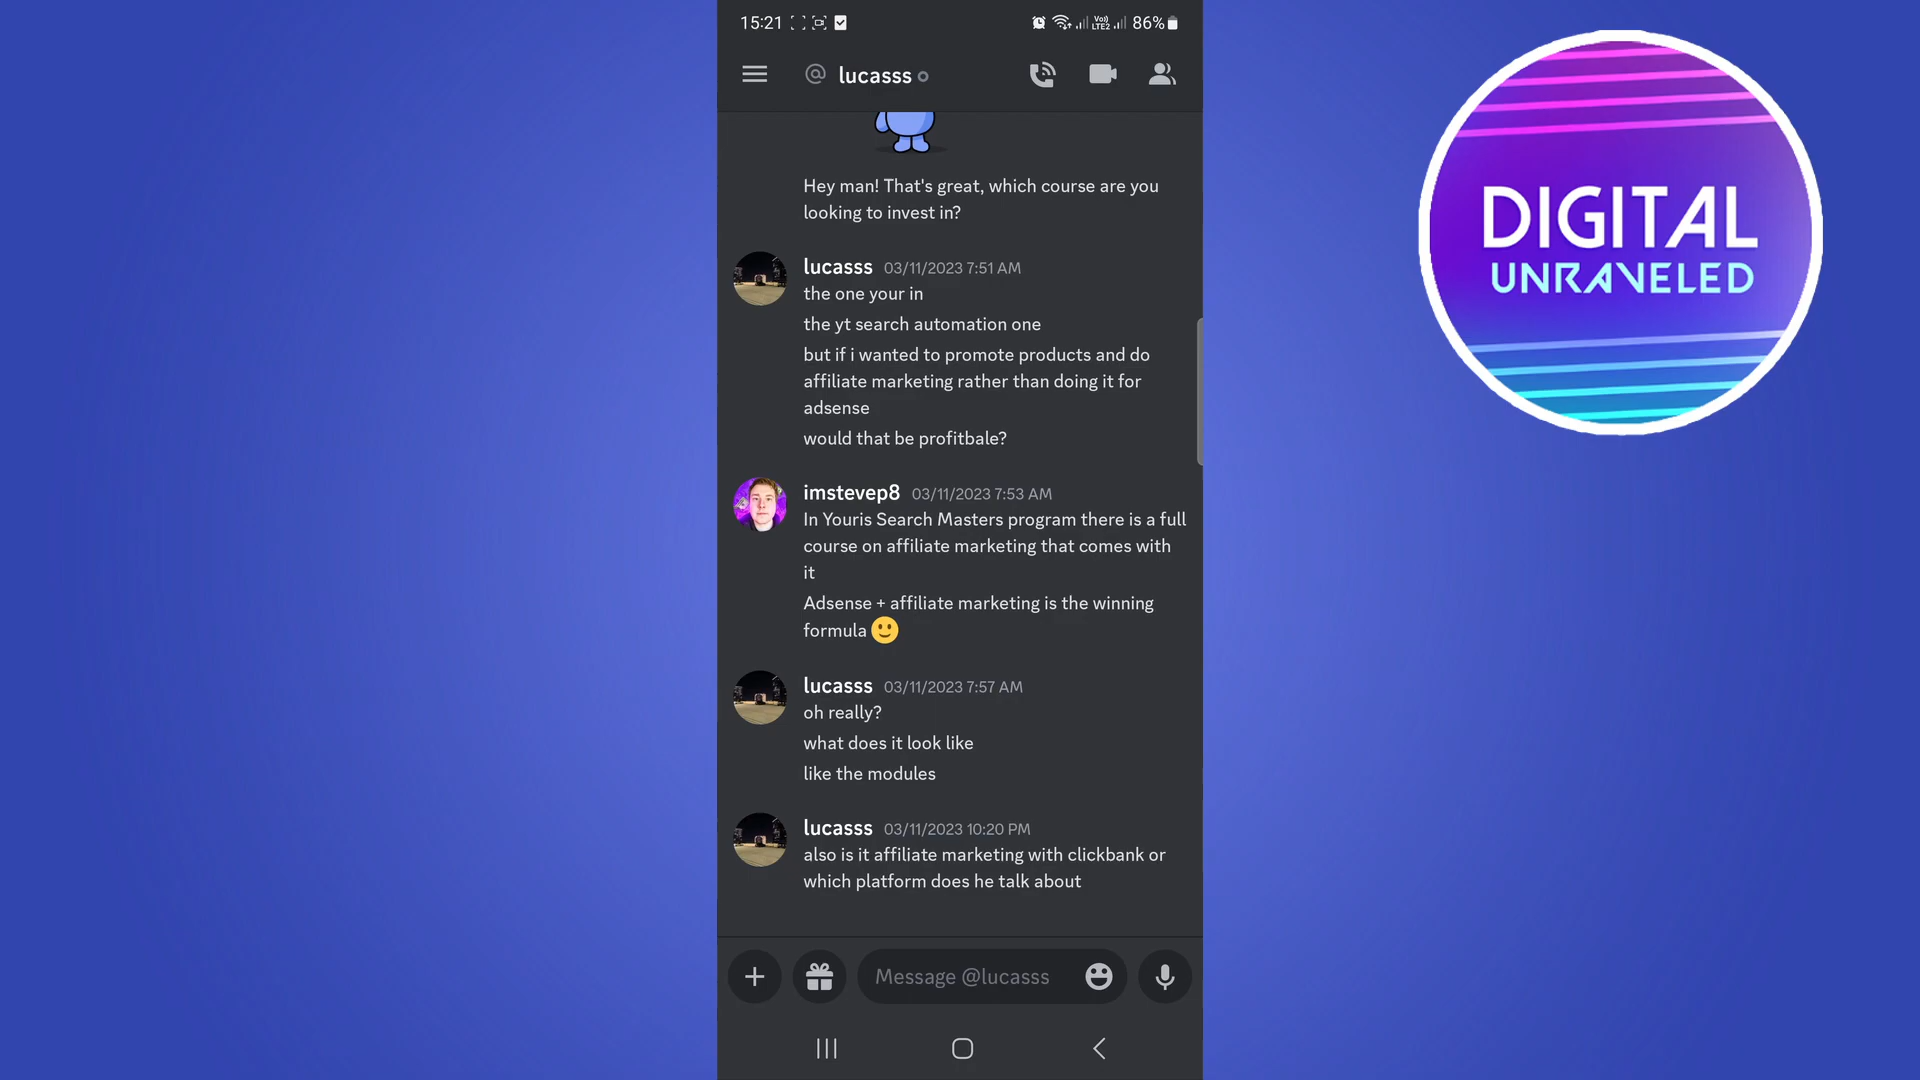 15:21
Vo)
LTE2
86%
@ lucasss
Hey man! That's great, which course are you
looking to invest in?
lucasss 03/11/2023 7:51 AM
the one your in
the yt search automation one
but if i wanted to promote products and do
affiliate marketing rather than doing it for
adsense
would that be profitbale?
imstevep8 03/11/2023 7:53 AM
In Youris Search Masters program there is a full
course on affiliate marketing that comes with
it
Adsense + affiliate marketing is the winning
formula 🙂
lucasss 03/11/2023 7:57 AM
oh really?
what does it look like
like the modules
lucasss 03/11/2023 10:20 PM
also is it affiliate marketing with clickbank or
which platform does he talk about
Message @lucasss
DIGITAL
UNRAVELED